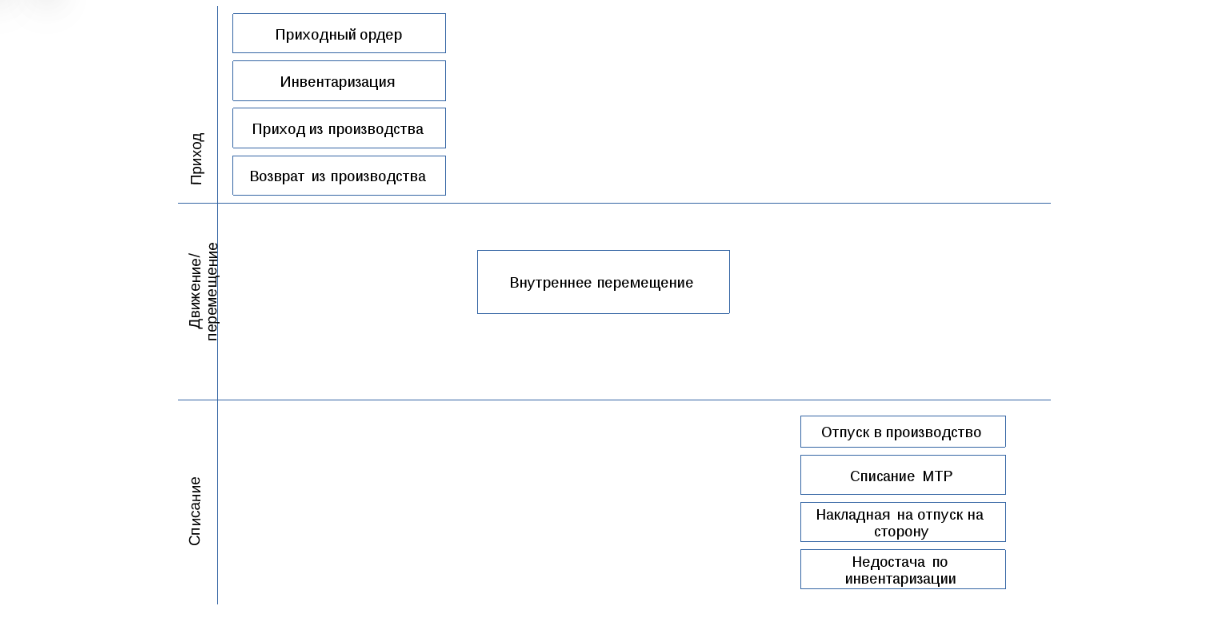 Приходный ордер
Инвентаризация
Приход из производства
Возврат из производства
Приход
Внутреннее перемещение
Движение/
перемещение
Отпуск в производство
Списание МТР
Накладная на отпуск на
сторону
Недостача по
инвентаризации
Списание